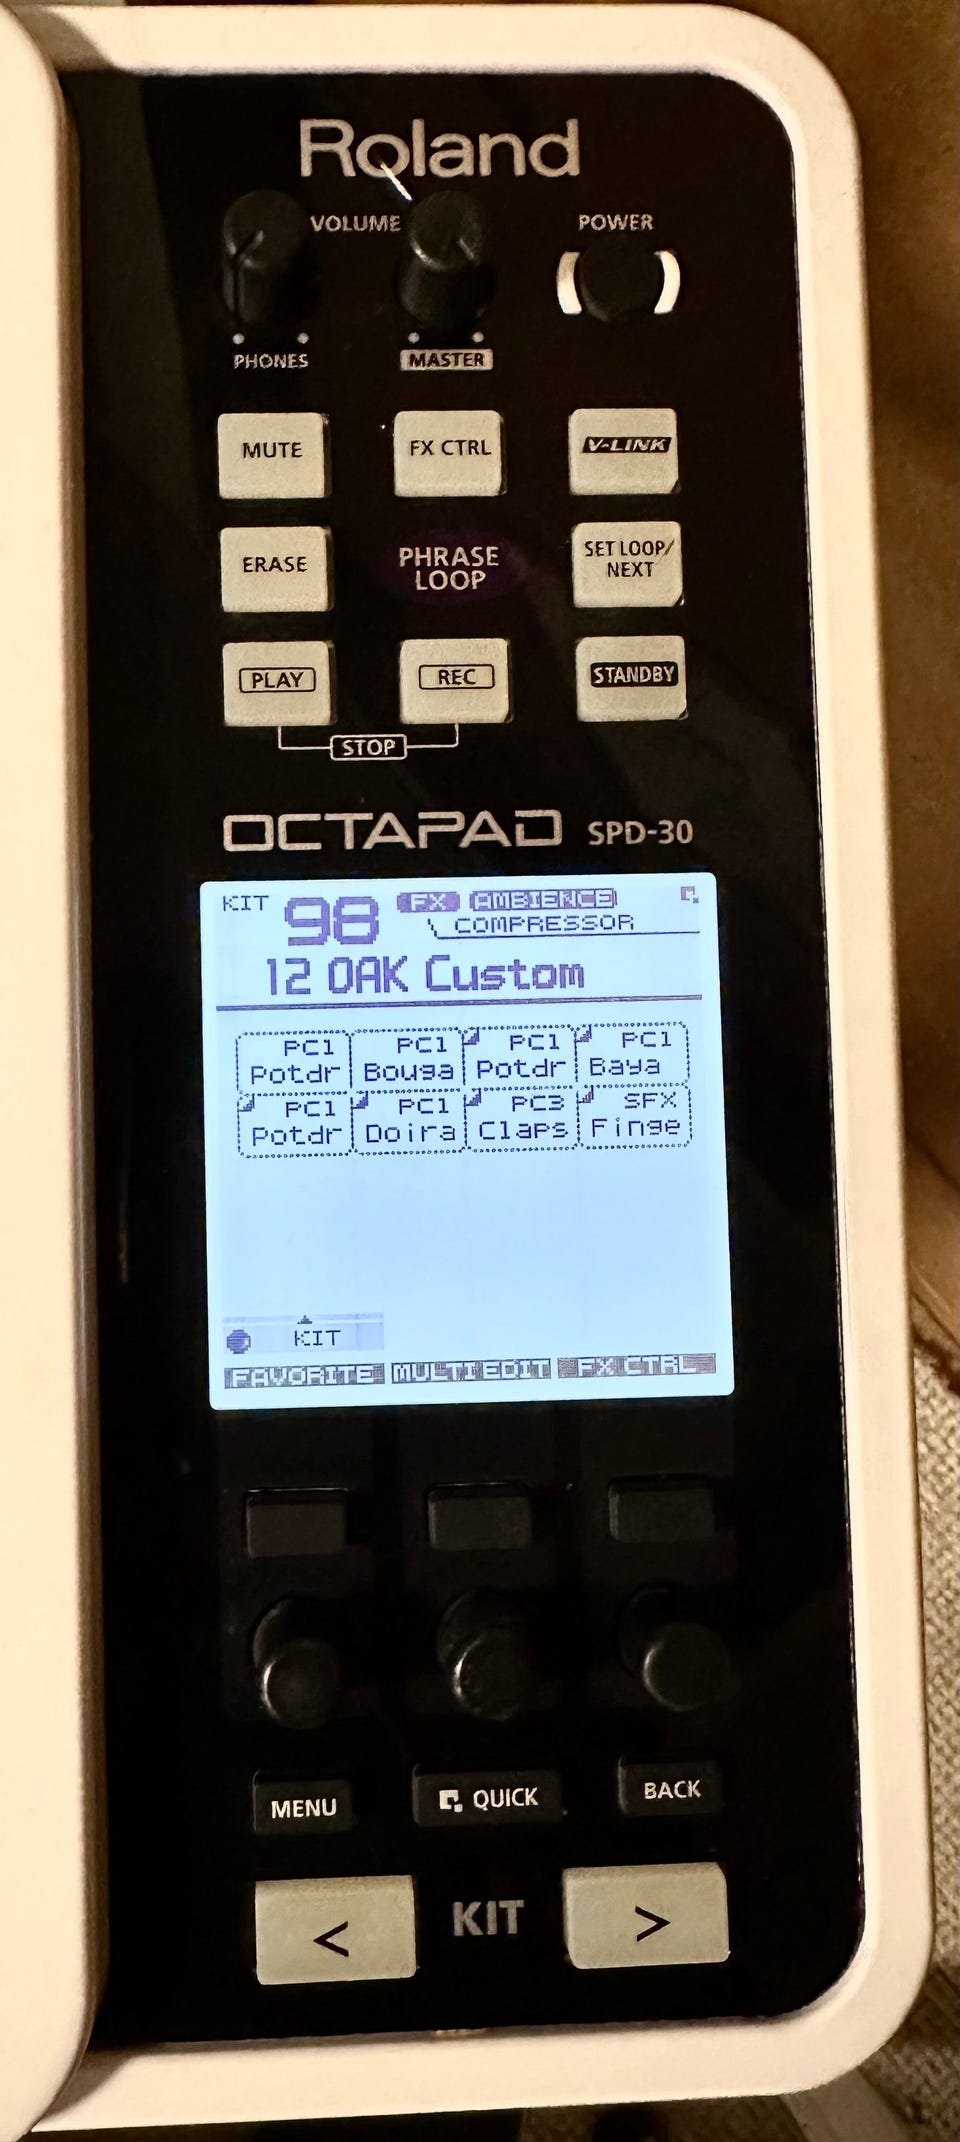 Roland
VOLUME POWER
PHONES MASTER
MUTE FX CTRL V-LINK
ERASE PHRASE LOOP SET LOOP/ NEXT
PLAY REC STANDBY
STOP
OCTAPAD SPD-30
KIT 98 FX AMBIENCE
COMPRESSOR
12 OAK Custom
PC1 PC1 PC1 PC1
Potdr Bouga Potdr Baya
PC1 PC1 PC3 SFX
Potdr Doira Claps Finge
KIT
FAVORITE MULTI EDIT FX CTRL
MENU QUICK BACK
< KIT >